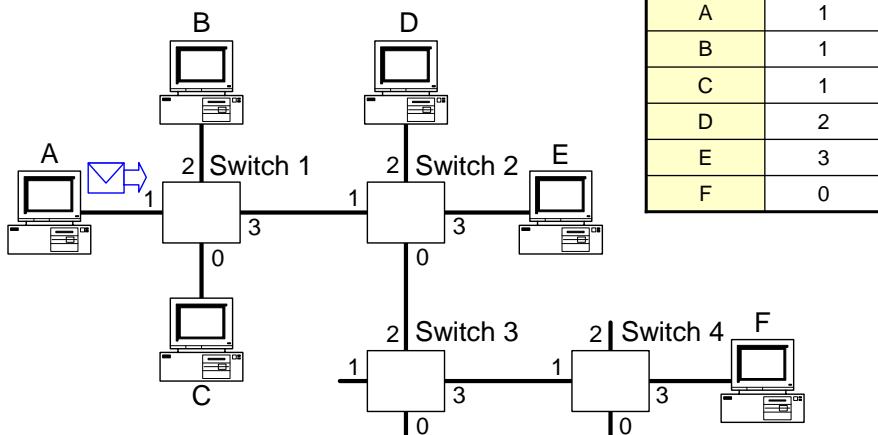 B
D
A 1
B 1
C 1
D 2
E 3
F 0
A
2 Switch 1
2 Switch 2
E
1
3
1
3
0
0
2 Switch 3
2 Switch 4
F
C
1
3
1
3
0
0